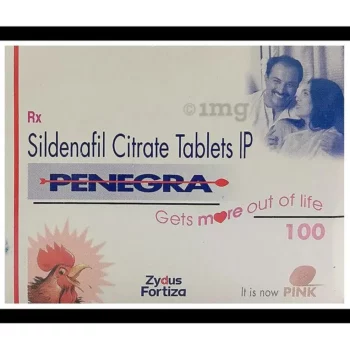 ©1mg
Rx
Sildenafil Citrate Tablets IP
PENEGRA
Gets more out of life
100
Zydus
Fortiza
It is now PINK